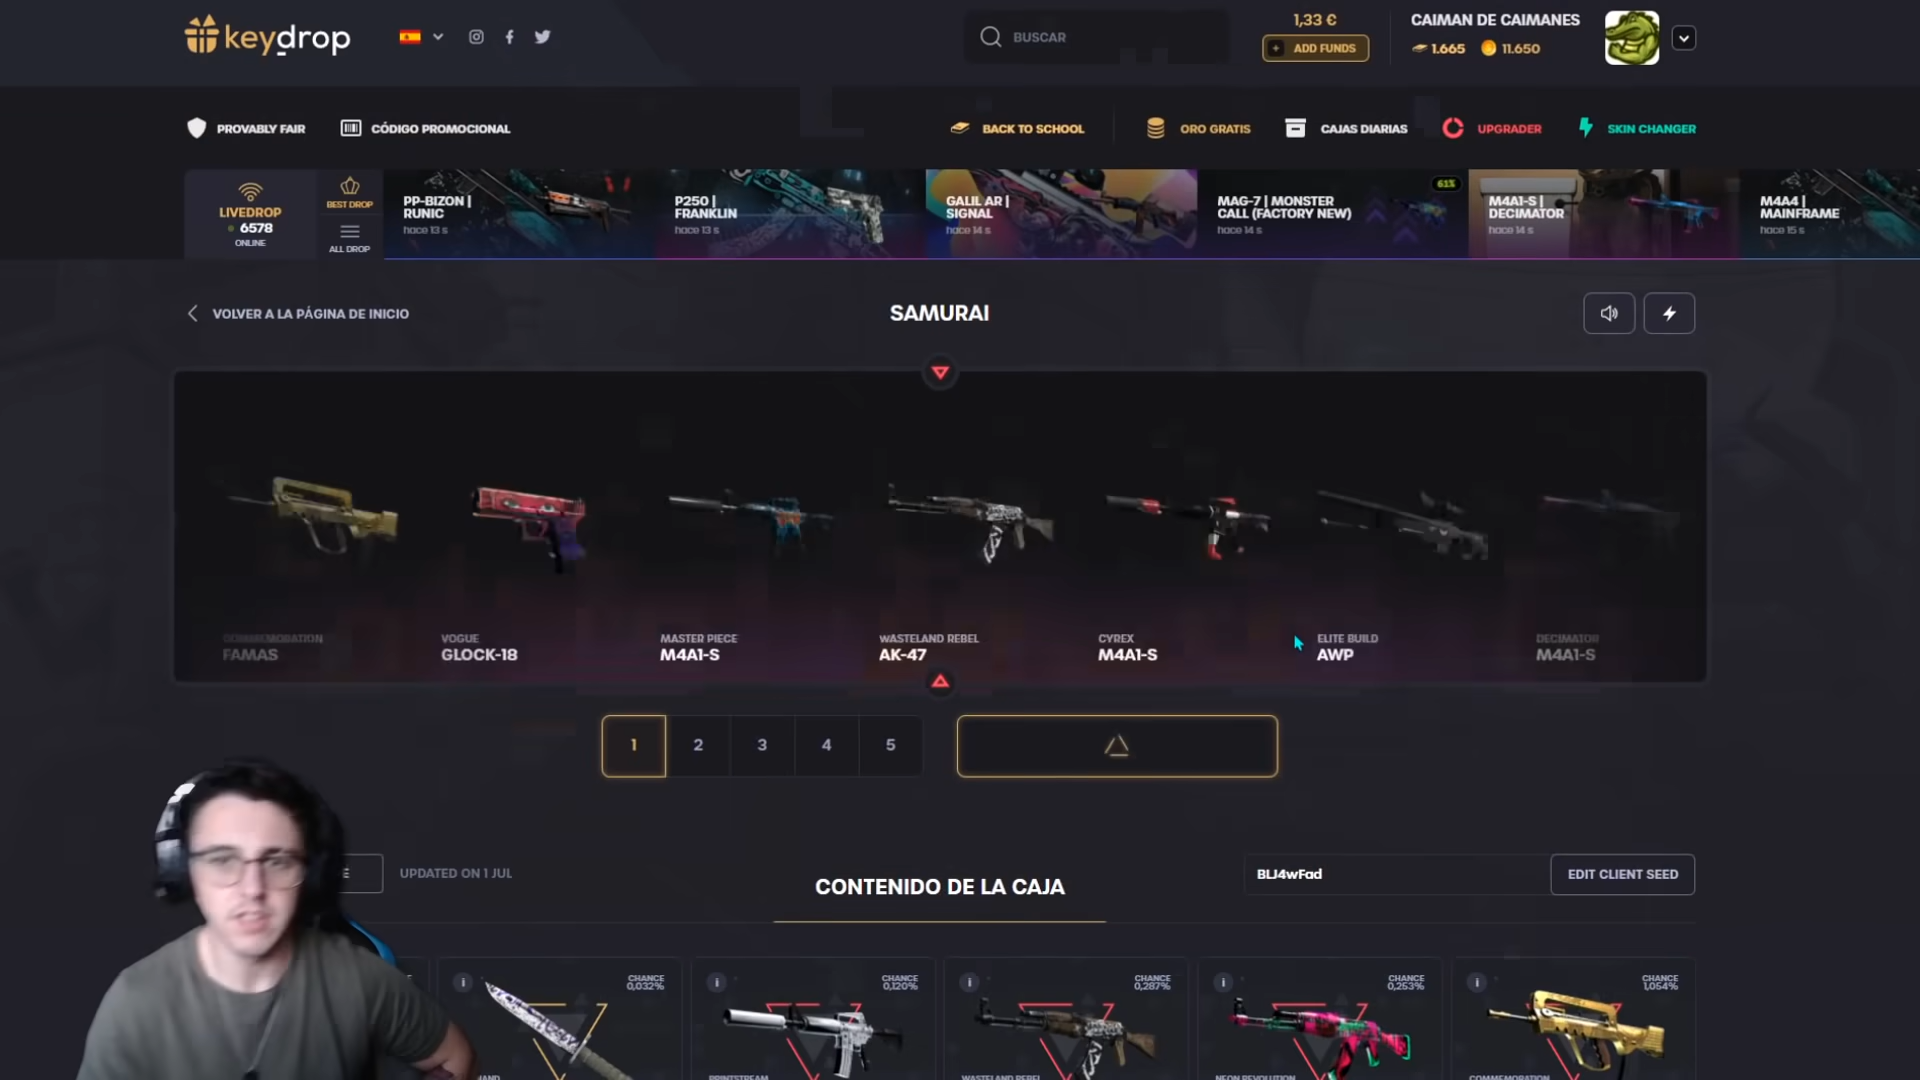 keydrop
BUSCAR
1,33 €
+ ADD FUNDS
CAIMAN DE CAIMANES
1.665 11.650
PROVABLY FAIR
CÓDIGO PROMOCIONAL
BACK TO SCHOOL
ORO GRATIS
CAJAS DIARIAS
UPGRADER
SKIN CHANGER
LIVEDROP
6578
ONLINE
BEST DROP
ALL DROP
PP-BIZON |
RUNIC
hace 13 s
P250 |
FRANKLIN
hace 13 s
GALIL AR |
SIGNAL
hace 14 s
MAG-7 | MONSTER
CALL (FACTORY NEW)
hace 14 s
61%
M4A1-S |
DECIMATOR
hace 14 s
M4A4 |
MAINFRAME
hace 15 s
VOLVER A LA PÁGINA DE INICIO
SAMURAI
COMMEMORATION
FAMAS
VOGUE
GLOCK-18
MASTER PIECE
M4A1-S
WASTELAND REBEL
AK-47
CYREX
M4A1-S
ELITE BUILD
AWP
DECIMATOR
M4A1-S
1 2 3 4 5
E
UPDATED ON 1 JUL
CONTENIDO DE LA CAJA
BLJ4wFad
EDIT CLIENT SEED
CHANCE
0,032%
CHANCE
0,120%
CHANCE
0,287%
CHANCE
0,253%
CHANCE
1,054%
PRINTSTREAM
WASTELAND REBEL
NEON REVOLUTION
COMMEMORATION